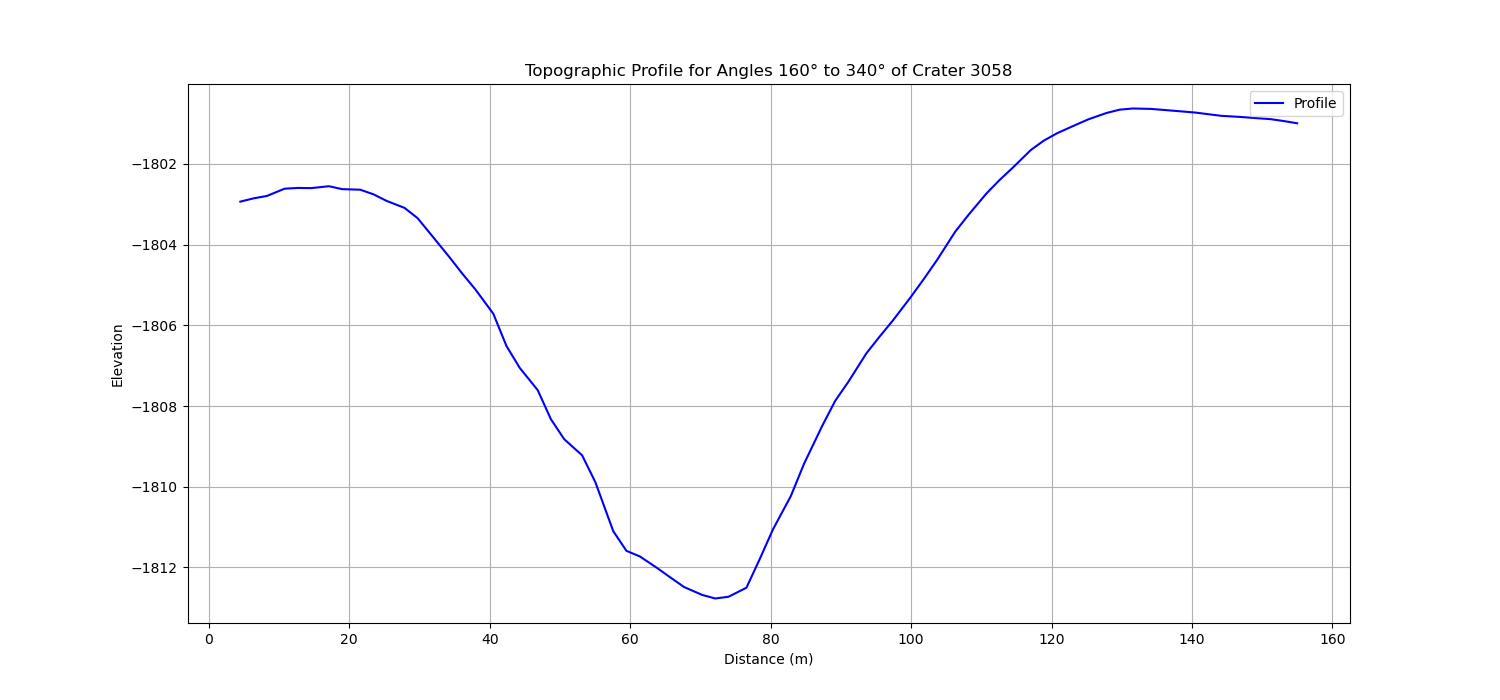 Topographic Profile for Angles 160° to 340° of Crater 3058
Profile
−1802
−1804
−1806
−1808
−1810
−1812
Elevation
0 20 40 60 80 100 120 140 160
Distance (m)